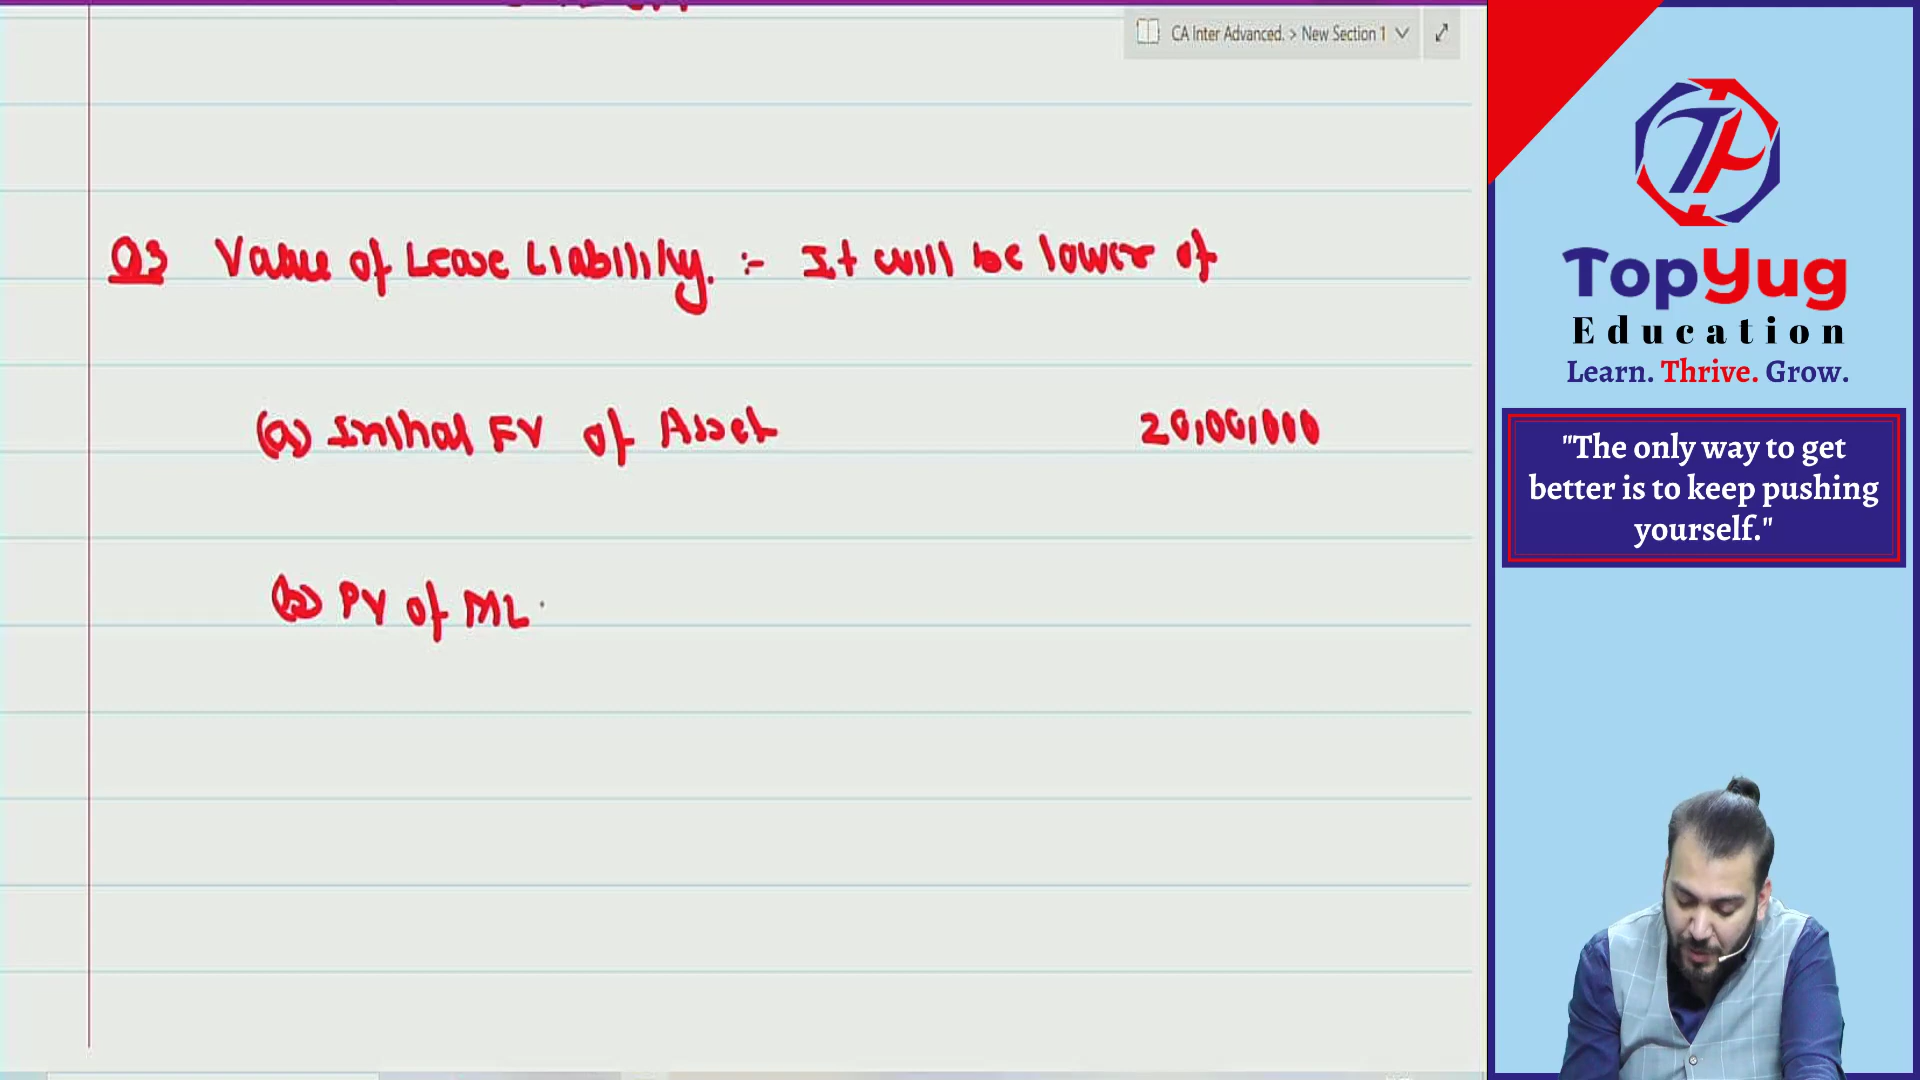 CA Inter Advanced. > New Section 1
Q3 Value of Lease Liability. :- It will be lower of
(a) Initial FV of Asset 20,00,000
(b) PV of ML
TopYug
Education
Learn. Thrive. Grow.
"The only way to get
better is to keep pushing
yourself."